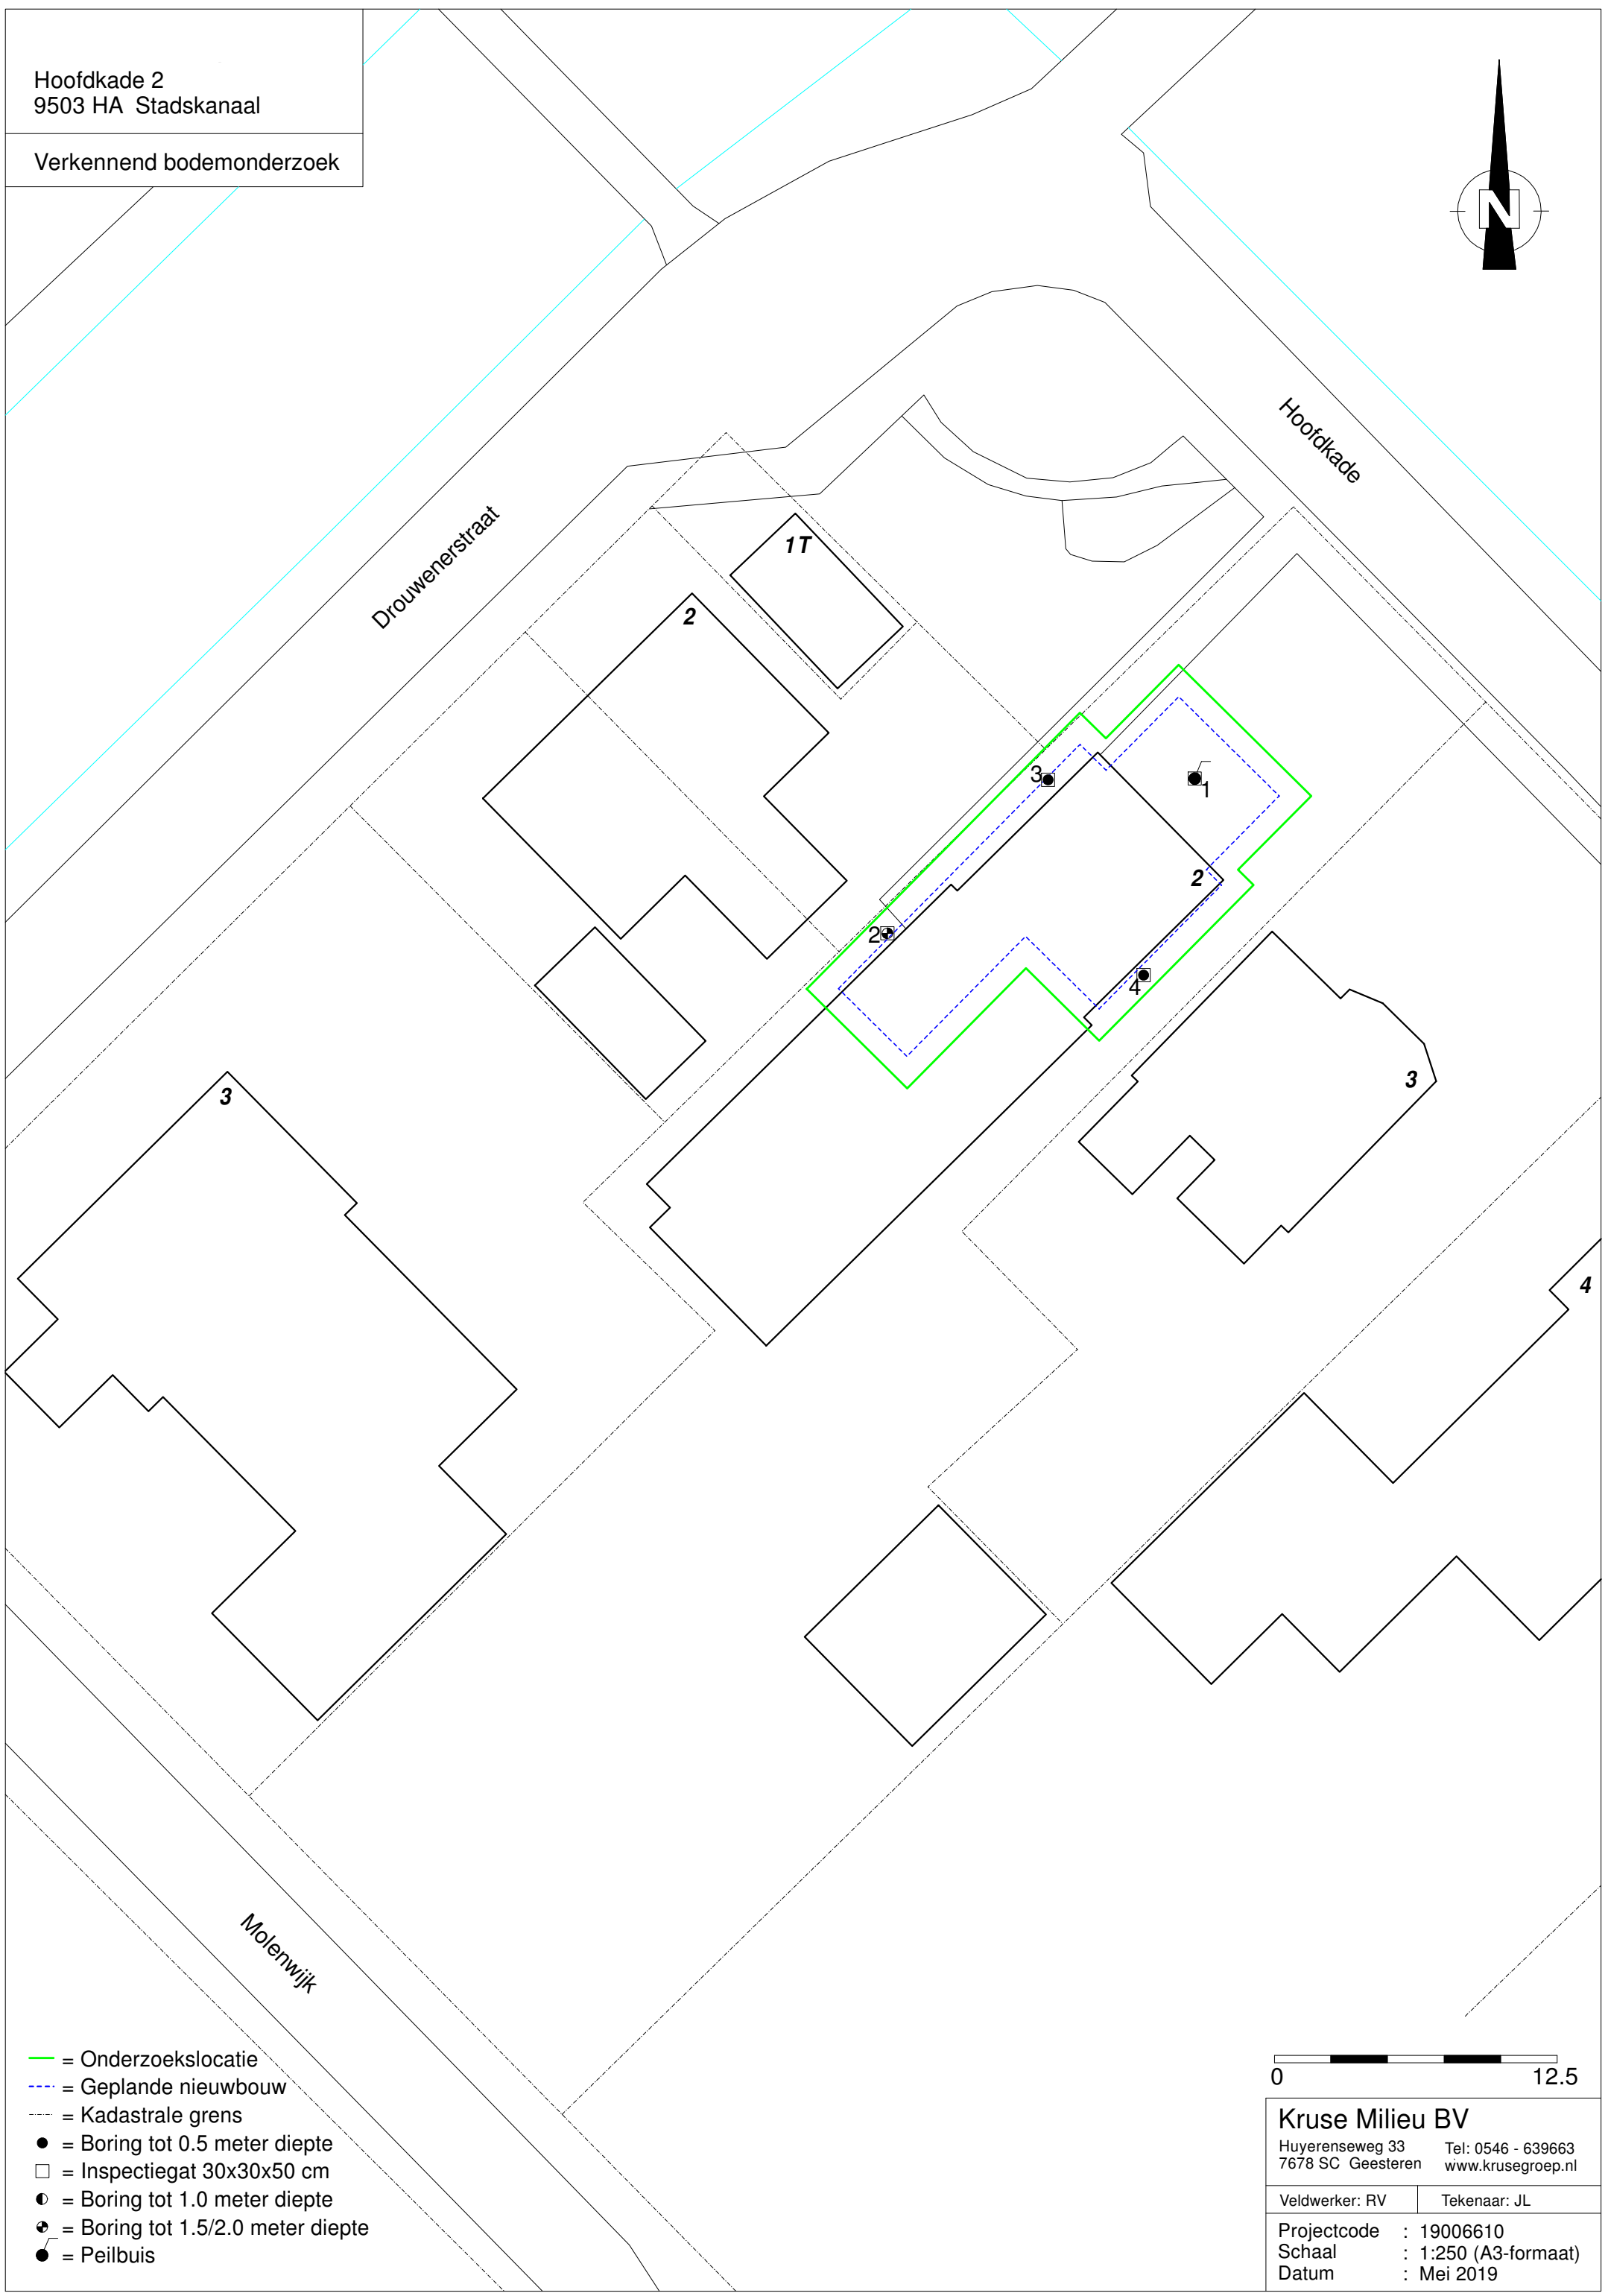 Hoofdkade 2
9503 HA Stadskanaal
Verkennend bodemonderzoek
N
Hoofdkade
Drouwenerstraat
1T
2
3
1
2
2
4
3
3
4
Molenwijk
= Onderzoekslocatie
= Geplande nieuwbouw
= Kadastrale grens
= Boring tot 0.5 meter diepte
= Inspectiegat 30x30x50 cm
= Boring tot 1.0 meter diepte
= Boring tot 1.5/2.0 meter diepte
= Peilbuis
0 12.5
Kruse Milieu BV
Huyerenseweg 33 Tel: 0546 - 639663
7678 SC Geesteren www.krusegroep.nl
Veldwerker: RV Tekenaar: JL
Projectcode : 19006610
Schaal : 1:250 (A3-formaat)
Datum : Mei 2019